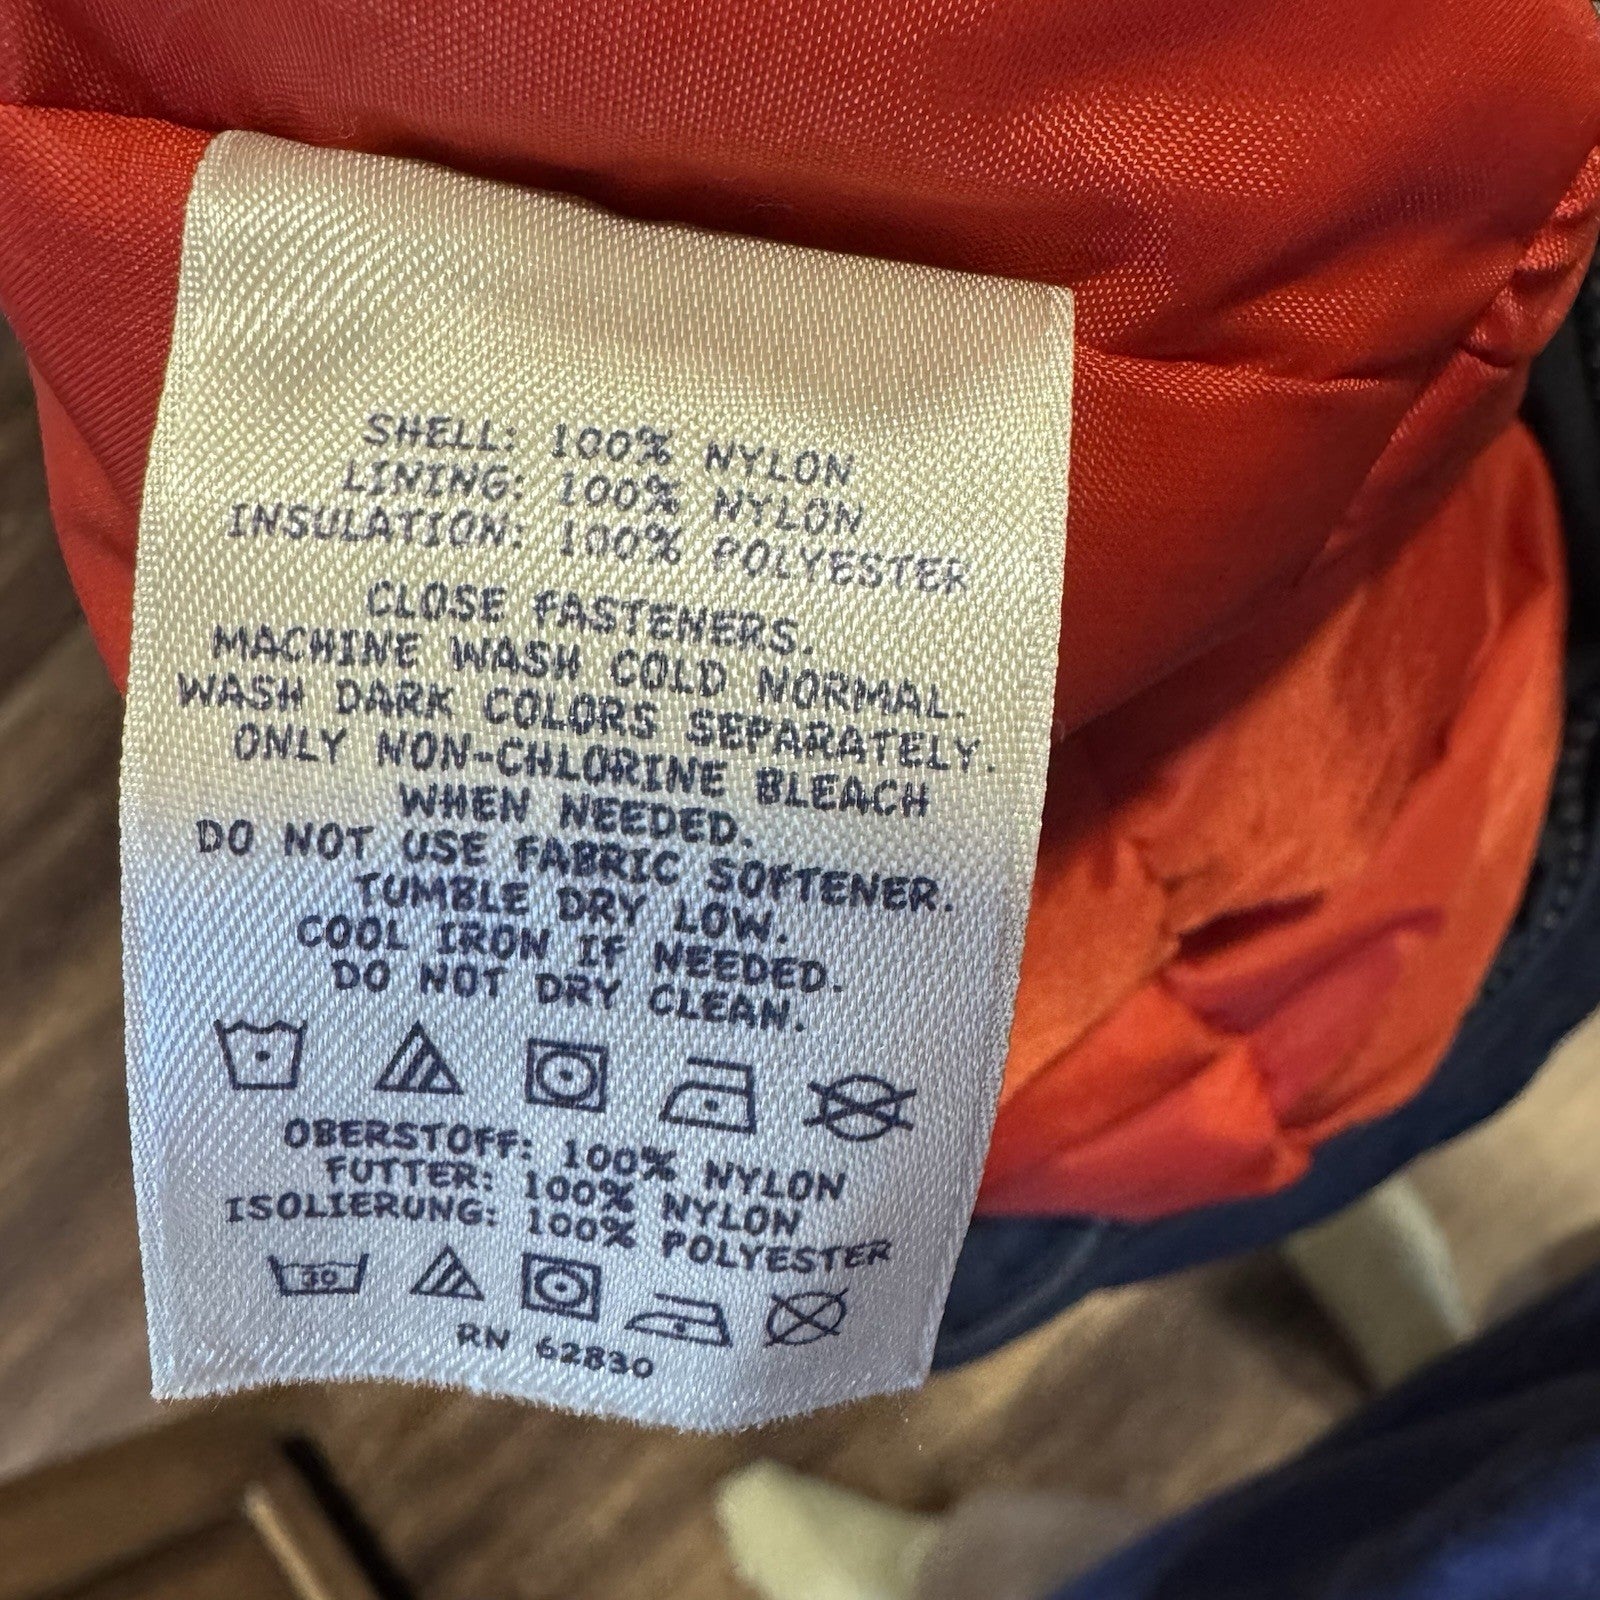 SHELL: 100% NYLON
LINING: 100% NYLON
INSULATION: 100% POLYESTER
CLOSE FASTENERS.
MACHINE WASH COLD NORMAL.
WASH DARK COLORS SEPARATELY.
ONLY NON-CHLORINE BLEACH
WHEN NEEDED.
DO NOT USE FABRIC SOFTENER.
TUMBLE DRY LOW.
COOL IRON IF NEEDED.
DO NOT DRY CLEAN.
OBERSTOFF: 100% NYLON
FUTTER: 100% NYLON
ISOLIERUNG: 100% POLYESTER
30
RN 62830